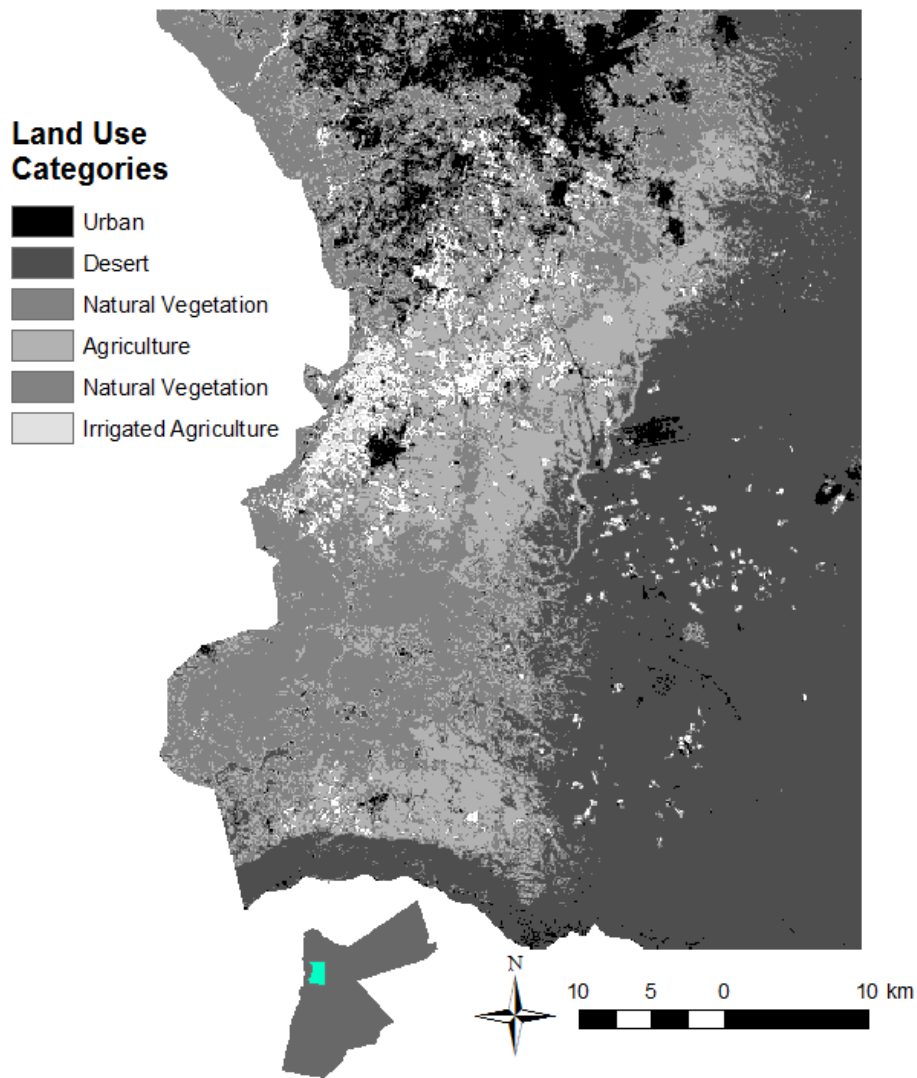 Land Use
Categories
Urban
Desert
Natural Vegetation
Agriculture
Natural Vegetation
Irrigated Agriculture
N
10 5 0 10 km